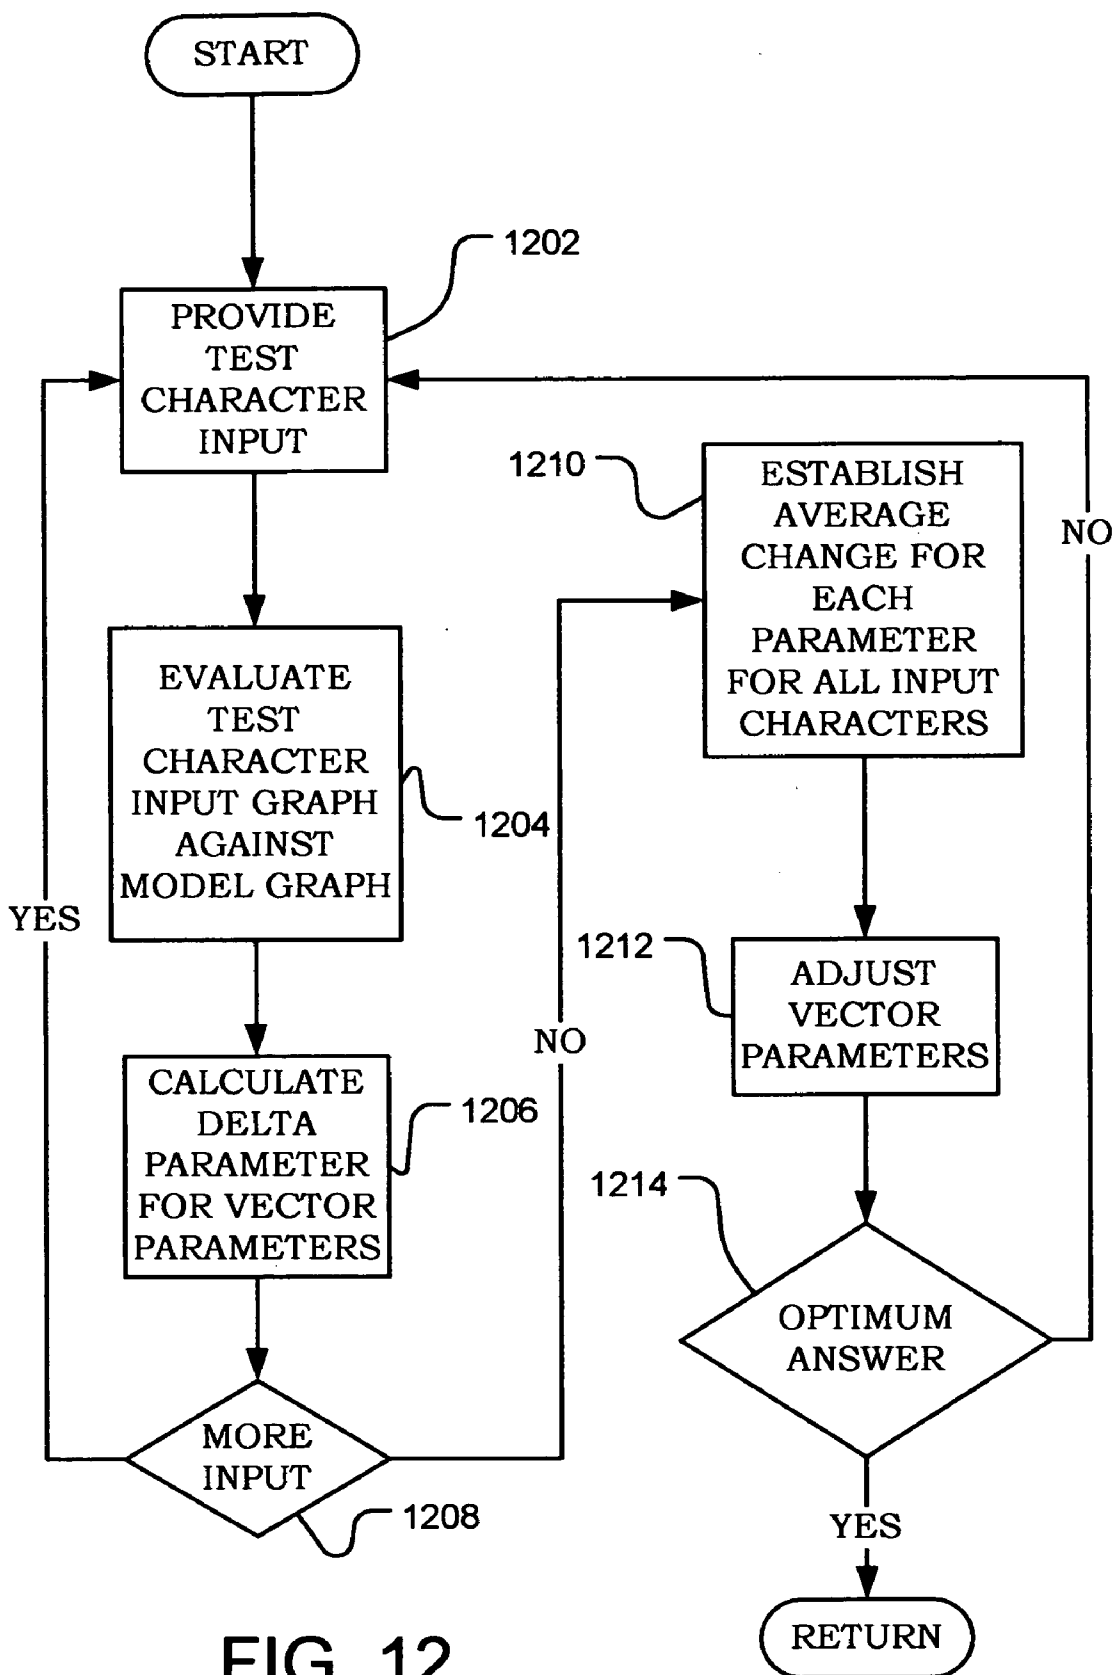 START
1202
PROVIDE
TEST
CHARACTER
INPUT
EVALUATE
TEST
CHARACTER
INPUT GRAPH
AGAINST
MODEL GRAPH
1204
YES
CALCULATE
DELTA
PARAMETER
FOR VECTOR
PARAMETERS
1206
MORE
INPUT
1208
NO
1210
ESTABLISH
AVERAGE
CHANGE FOR
EACH
PARAMETER
FOR ALL INPUT
CHARACTERS
NO
1212
ADJUST
VECTOR
PARAMETERS
1214
OPTIMUM
ANSWER
YES
RETURN
FIG. 12